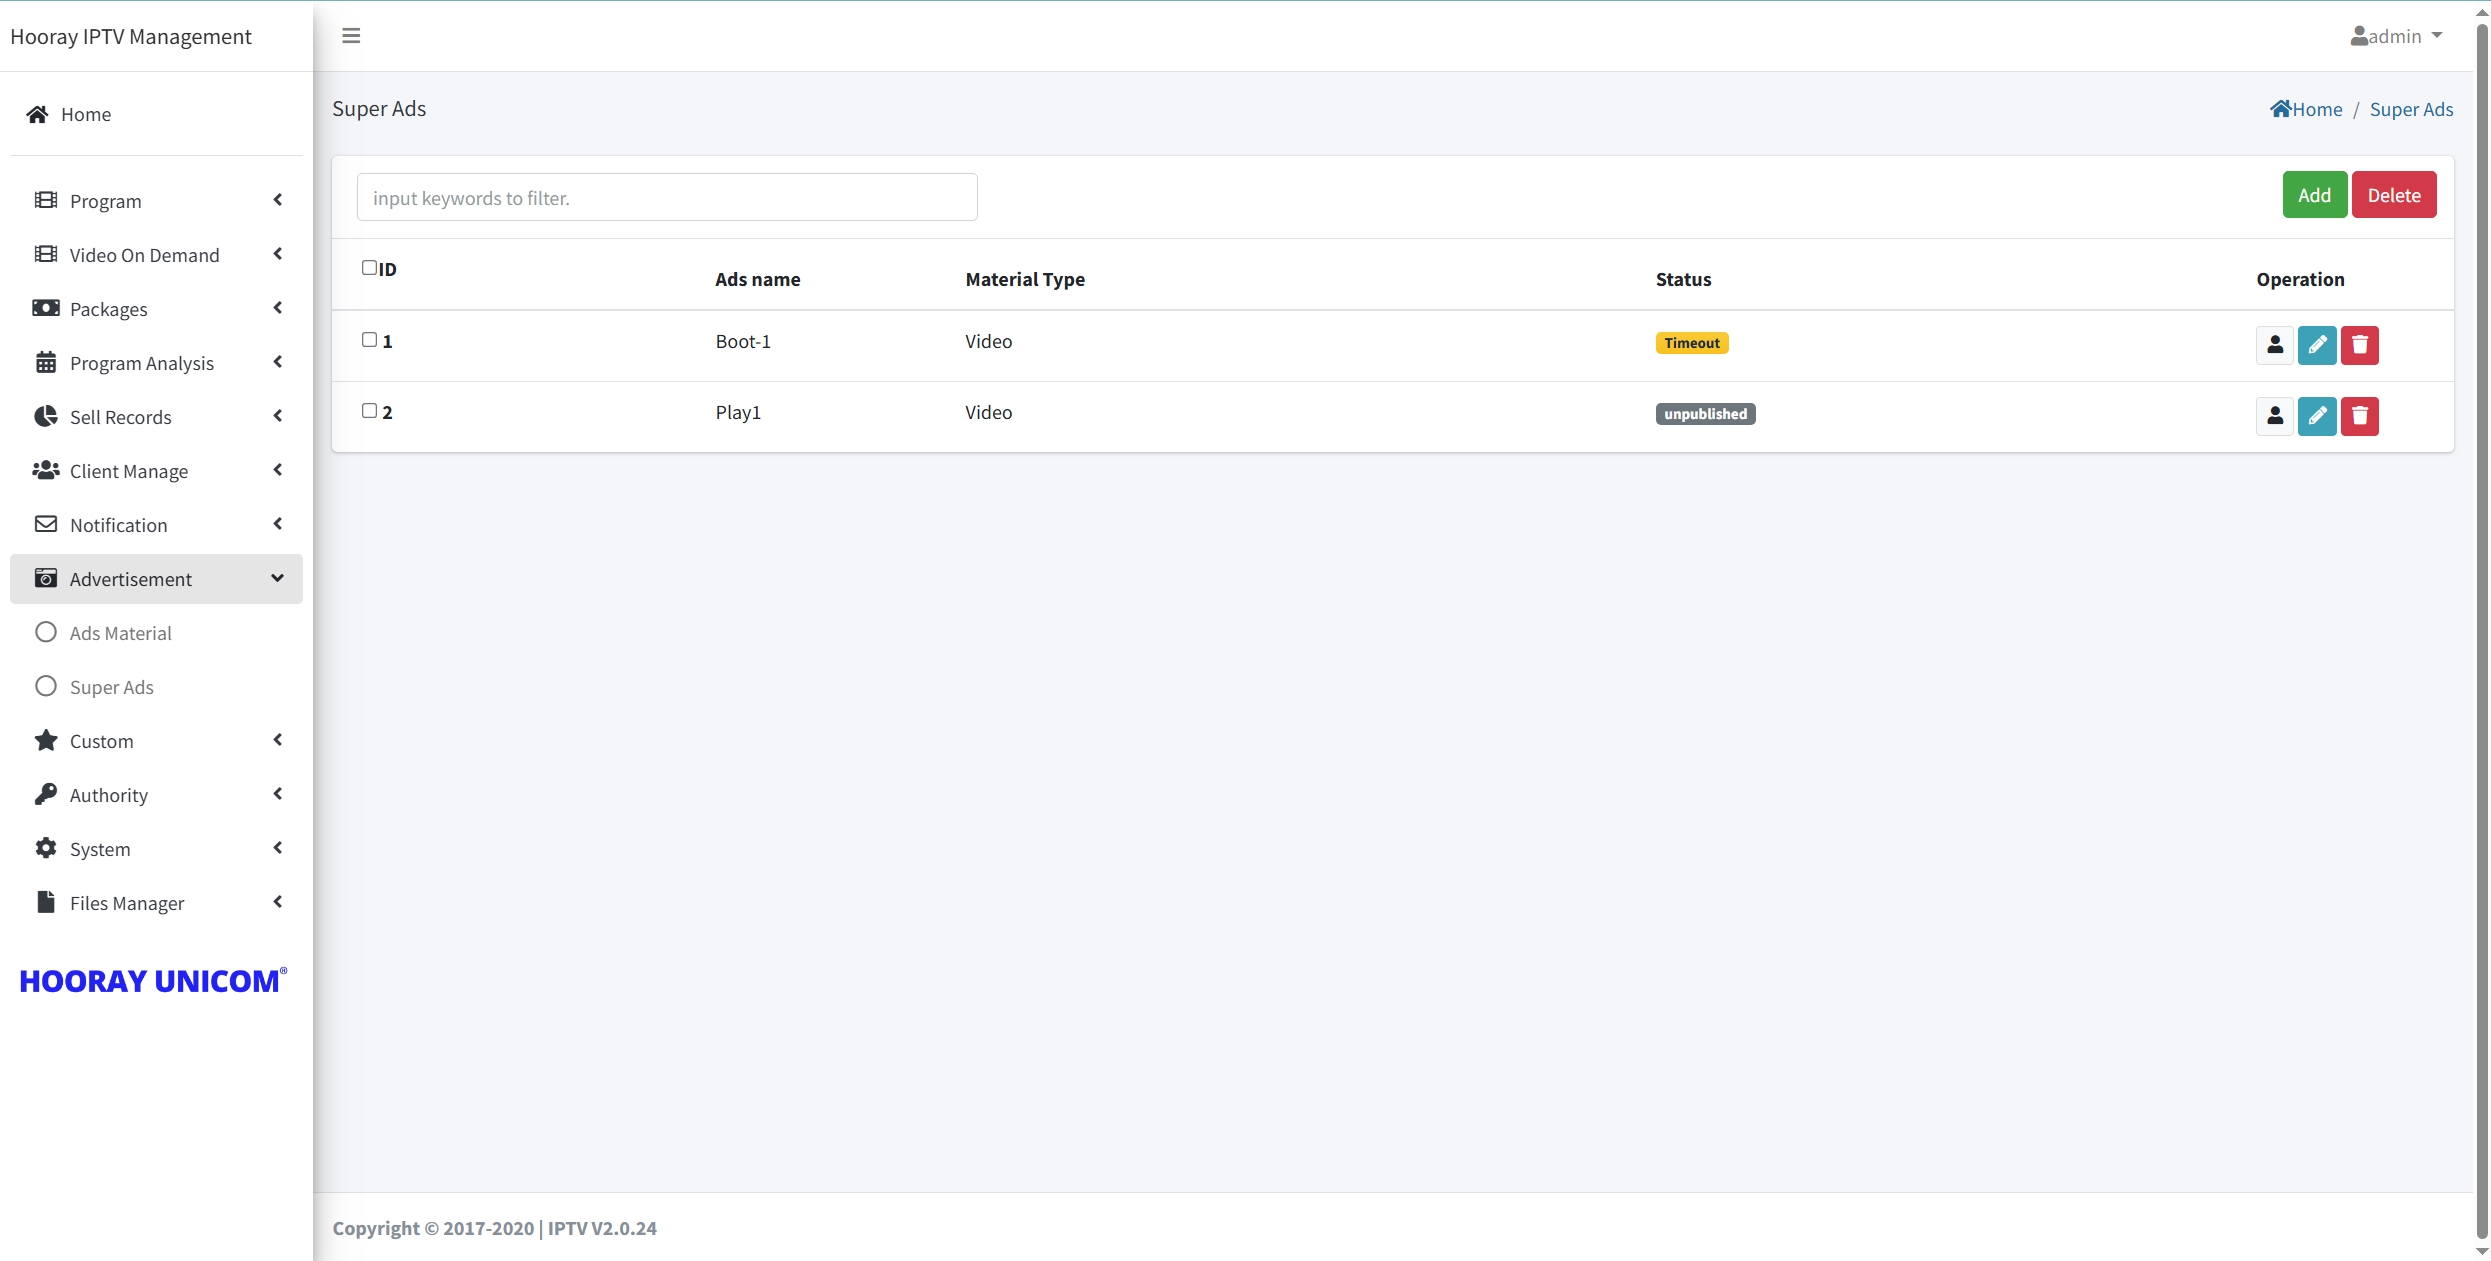 Hooray IPTV Management
admin
Home
Program
Video On Demand
Packages
Program Analysis
Sell Records
Client Manage
Notification
Advertisement
Ads Material
Super Ads
Custom
Authority
System
Files Manager
HOORAY UNICOM®
Super Ads
Home / Super Ads
input keywords to filter.
Add Delete
ID Ads name Material Type Status Operation
1 Boot-1 Video Timeout
2 Play1 Video unpublished
Copyright © 2017-2020 | IPTV V2.0.24